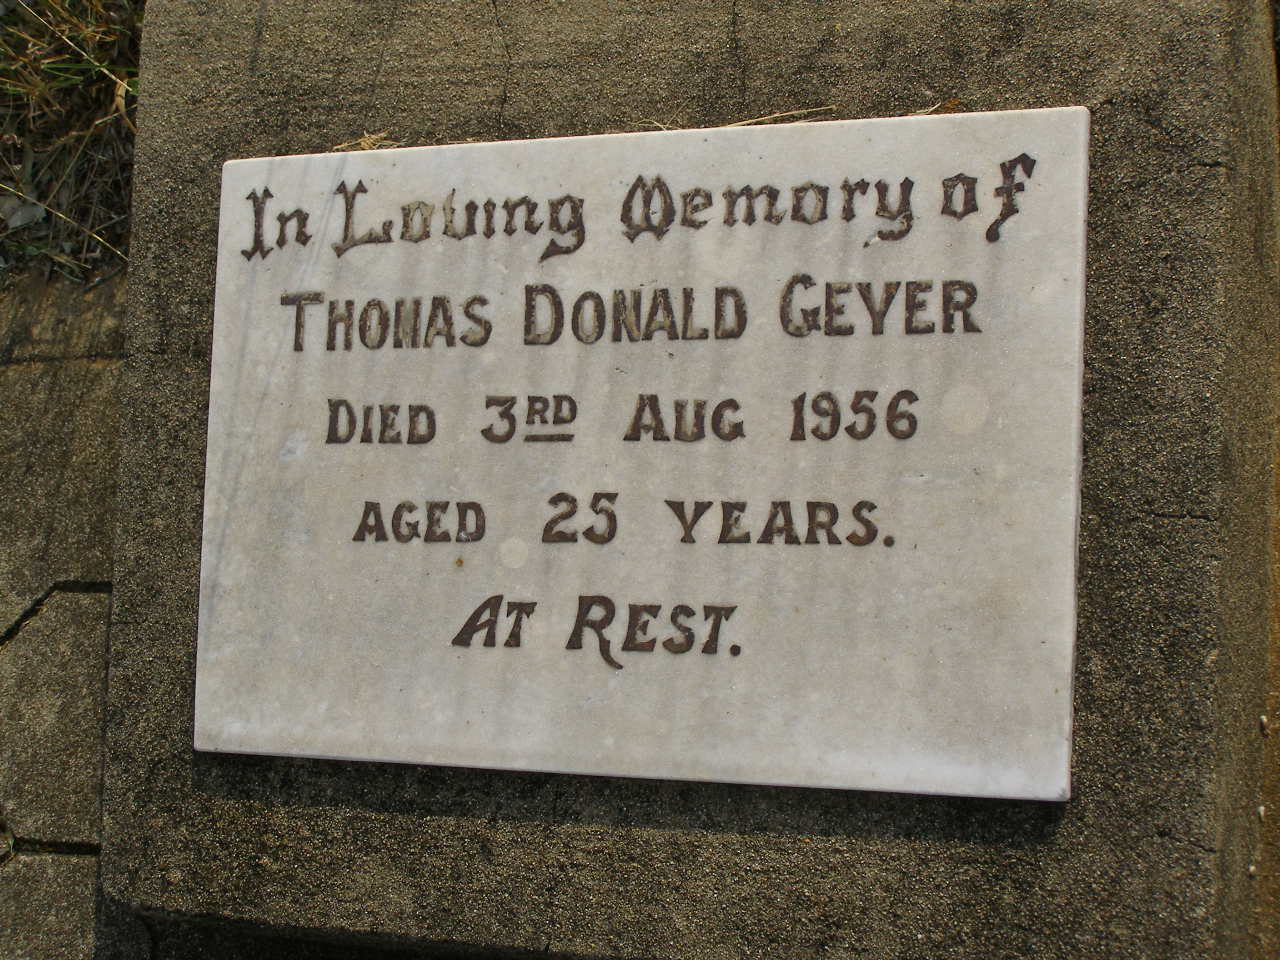 In Loving Memory of
THOMAS DONALD GEYER
DIED 3RD AUG 1956
AGED 25 YEARS.
AT REST.